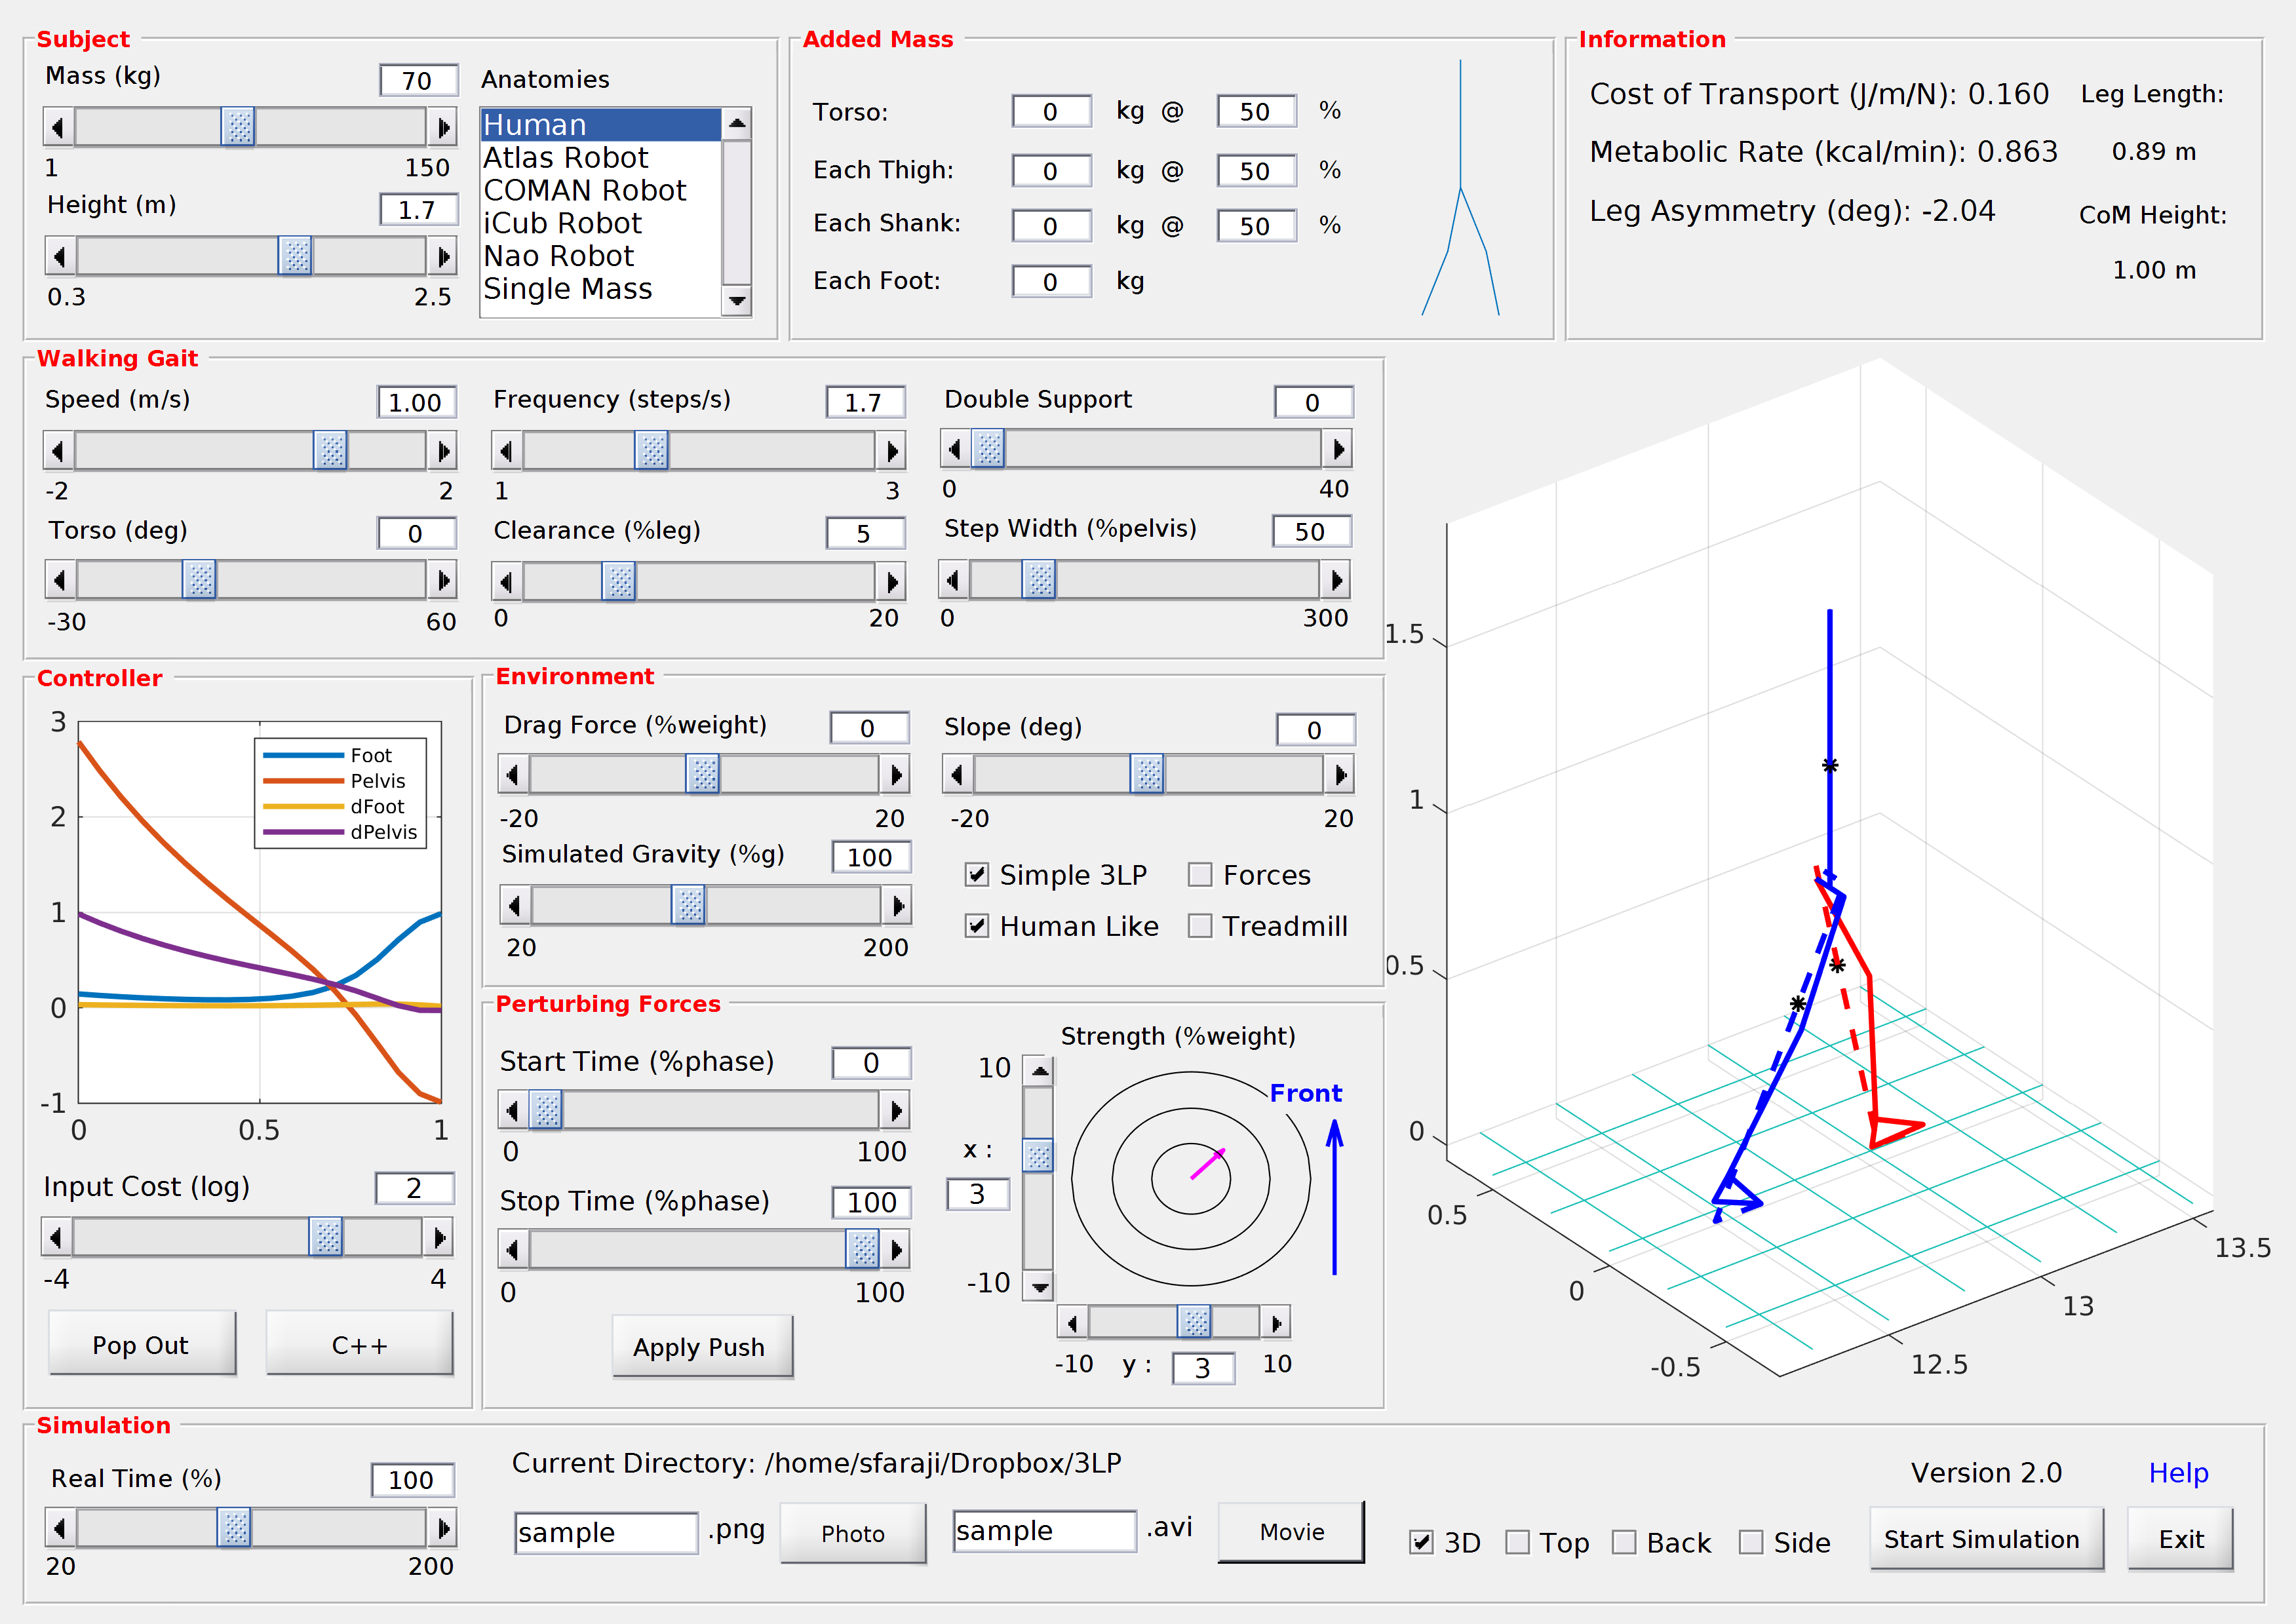 Subject
Mass (kg) 70
1 150
Height (m) 1.7
0.3 2.5
Anatomies
Human
Atlas Robot
COMAN Robot
iCub Robot
Nao Robot
Single Mass
Added Mass
Torso: 0 kg @ 50 %
Each Thigh: 0 kg @ 50 %
Each Shank: 0 kg @ 50 %
Each Foot: 0 kg
Information
Cost of Transport (J/m/N): 0.160
Metabolic Rate (kcal/min): 0.863
Leg Asymmetry (deg): -2.04
Leg Length:
0.89 m
CoM Height:
1.00 m
Walking Gait
Speed (m/s) 1.00
-2 2
Frequency (steps/s) 1.7
1 3
Double Support 0
0 40
Torso (deg) 0
-30 60
Clearance (%leg) 5
0 20
Step Width (%pelvis) 50
0 300
Controller
3
2
1
0
-1
0 0.5 1
Foot
Pelvis
dFoot
dPelvis
Input Cost (log) 2
-4 4
Pop Out C++
Environment
Drag Force (%weight) 0
-20 20
Slope (deg) 0
-20 20
Simulated Gravity (%g) 100
20 200
Simple 3LP Forces
Human Like Treadmill
Perturbing Forces
Start Time (%phase) 0
0 100
Stop Time (%phase) 100
0 100
Apply Push
Strength (%weight)
10
x :
3
-10
Front
-10 y : 3 10
1.5
1
0.5
0
0.5
0
-0.5
12.5
13
13.5
Simulation
Real Time (%) 100
20 200
Current Directory: /home/sfaraji/Dropbox/3LP
sample .png Photo sample .avi Movie
3D Top Back Side
Version 2.0 Help
Start Simulation Exit